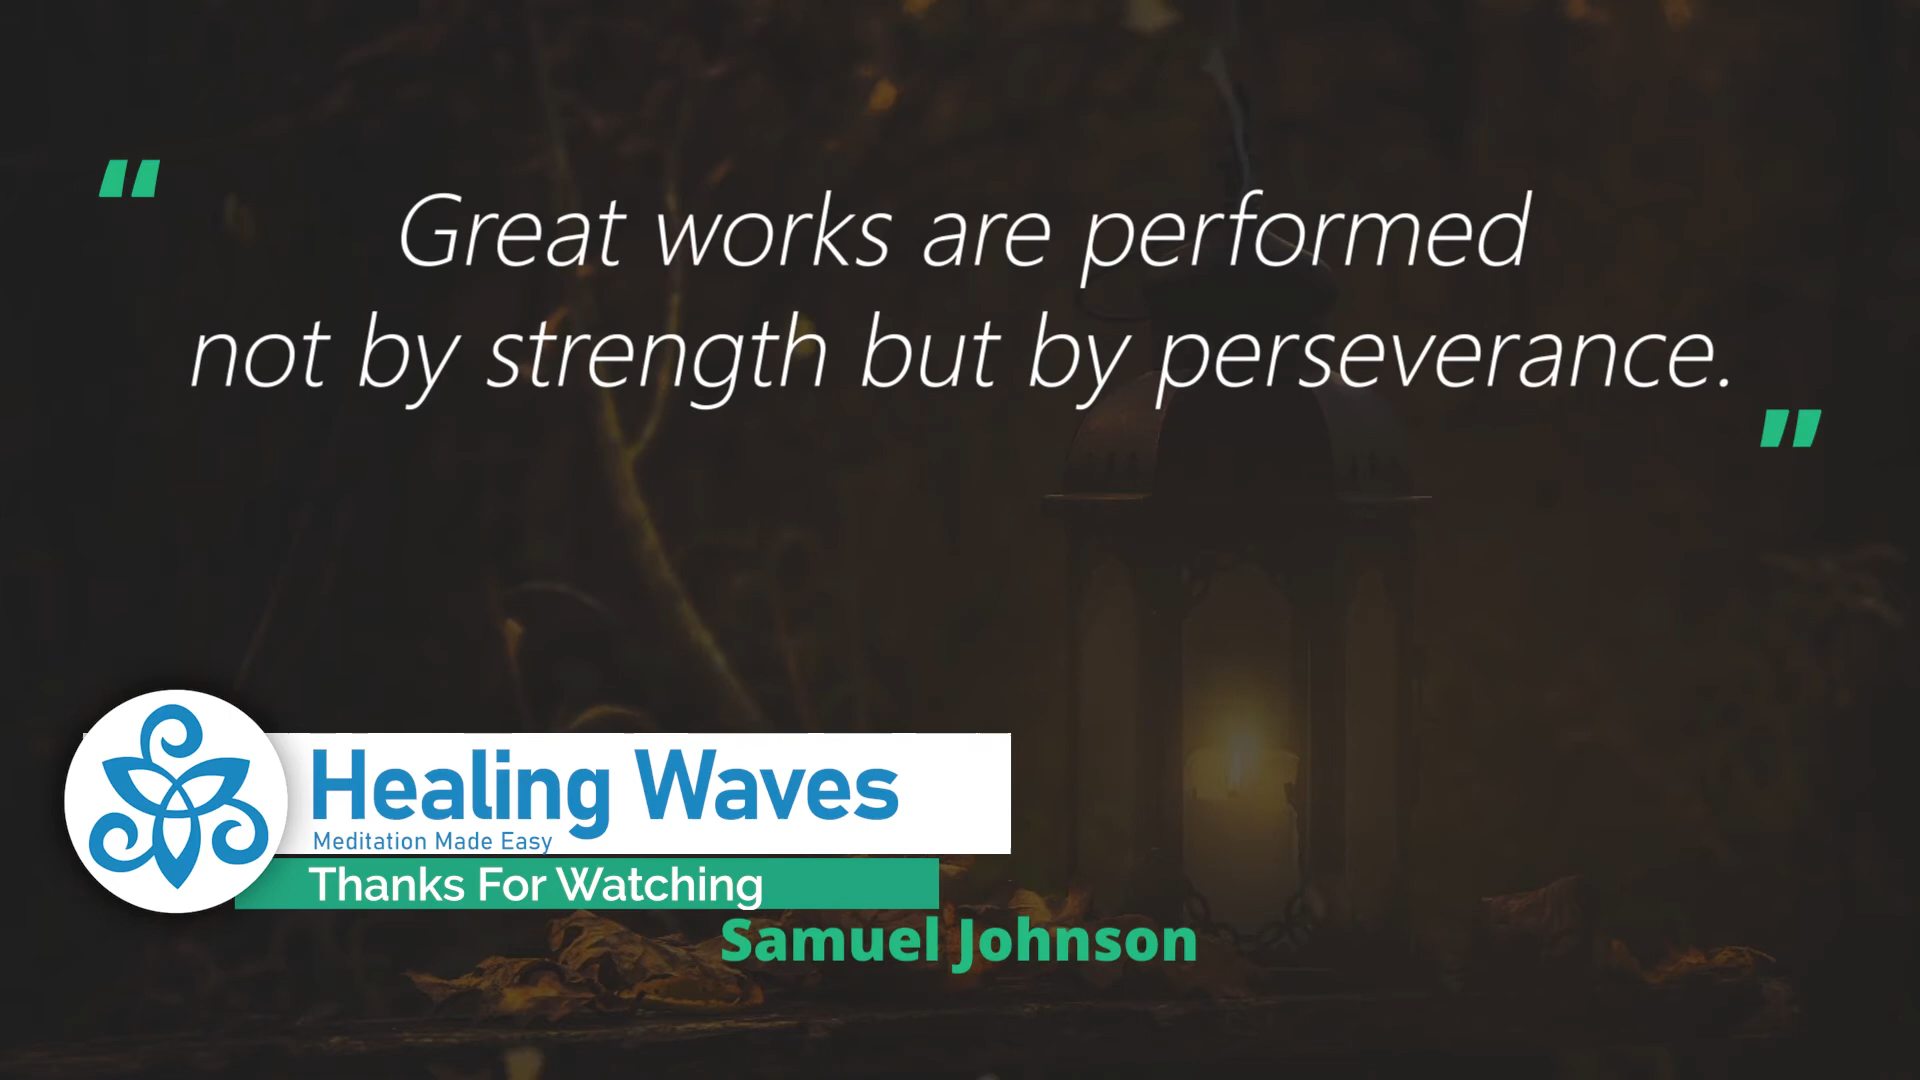 “
Great works are performed
not by strength but by perseverance.
”
Healing Waves
Meditation Made Easy
Thanks For Watching
Samuel Johnson